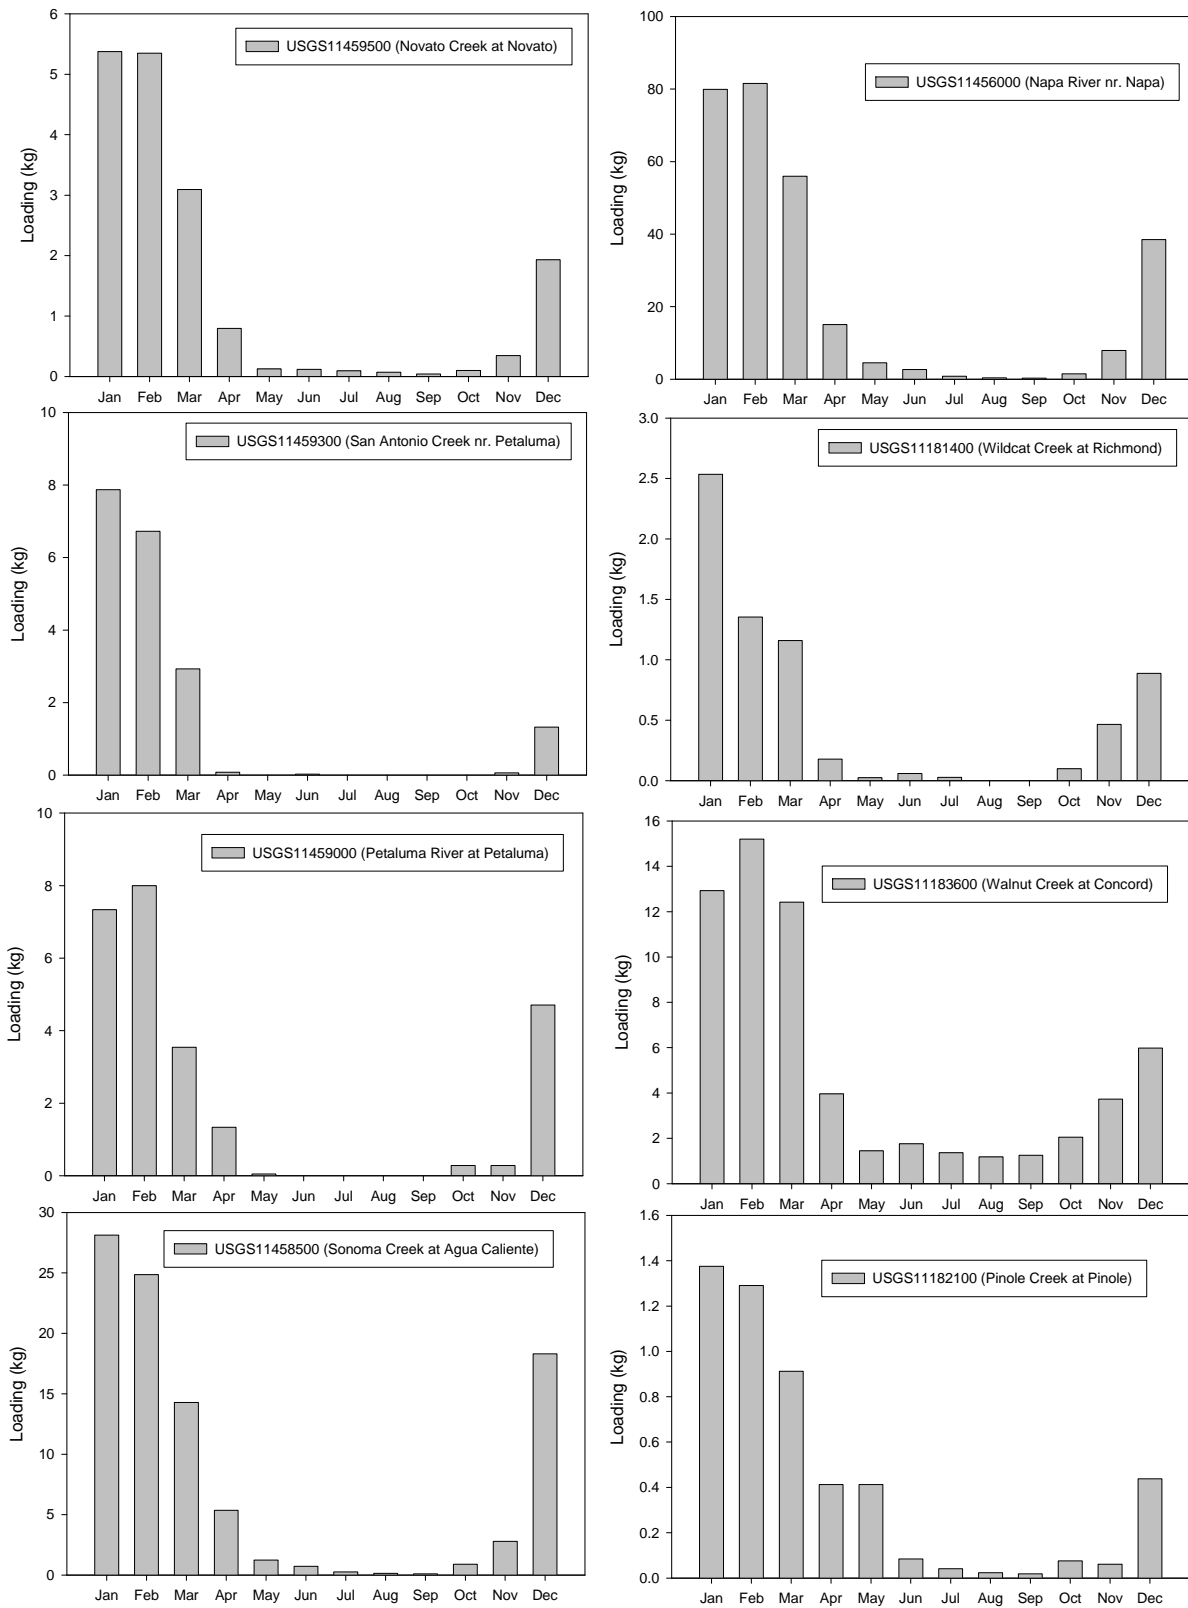 USGS11459500 (Novato Creek at Novato)
Loading (kg)
6
5
4
3
2
1
0
Jan Feb Mar Apr May Jun Jul Aug Sep Oct Nov Dec
USGS11456000 (Napa River nr. Napa)
Loading (kg)
100
80
60
40
20
0
Jan Feb Mar Apr May Jun Jul Aug Sep Oct Nov Dec
USGS11459300 (San Antonio Creek nr. Petaluma)
Loading (kg)
10
8
6
4
2
0
Jan Feb Mar Apr May Jun Jul Aug Sep Oct Nov Dec
USGS11181400 (Wildcat Creek at Richmond)
Loading (kg)
3.0
2.5
2.0
1.5
1.0
0.5
0.0
Jan Feb Mar Apr May Jun Jul Aug Sep Oct Nov Dec
USGS11459000 (Petaluma River at Petaluma)
Loading (kg)
10
8
6
4
2
0
Jan Feb Mar Apr May Jun Jul Aug Sep Oct Nov Dec
USGS11183600 (Walnut Creek at Concord)
Loading (kg)
16
14
12
10
8
6
4
2
0
Jan Feb Mar Apr May Jun Jul Aug Sep Oct Nov Dec
USGS11458500 (Sonoma Creek at Agua Caliente)
Loading (kg)
30
25
20
15
10
5
0
Jan Feb Mar Apr May Jun Jul Aug Sep Oct Nov Dec
USGS11182100 (Pinole Creek at Pinole)
Loading (kg)
1.6
1.4
1.2
1.0
0.8
0.6
0.4
0.2
0.0
Jan Feb Mar Apr May Jun Jul Aug Sep Oct Nov Dec